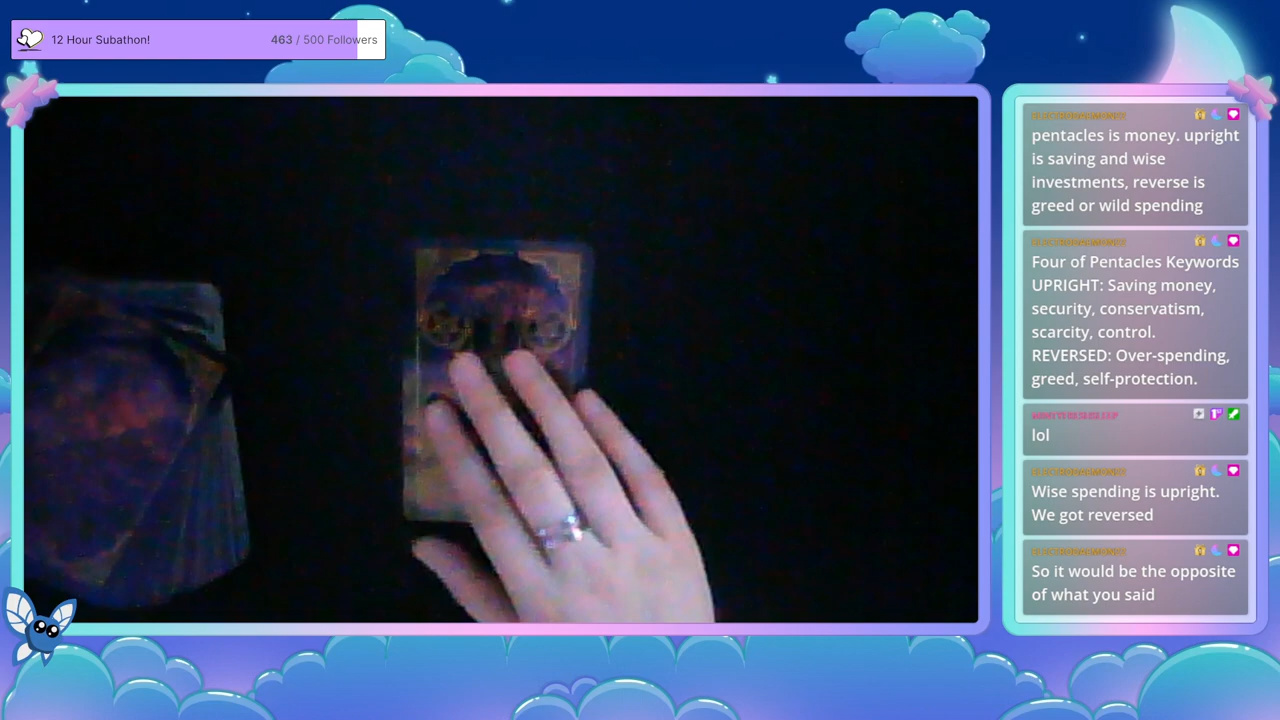 12 Hour Subathon!
463 / 500 Followers
pentacles is money. upright
is saving and wise
investments, reverse is
greed or wild spending
Four of Pentacles Keywords
UPRIGHT: Saving money,
security, conservatism,
scarcity, control.
REVERSED: Over-spending,
greed, self-protection.
lol
Wise spending is upright.
We got reversed
So it would be the opposite
of what you said